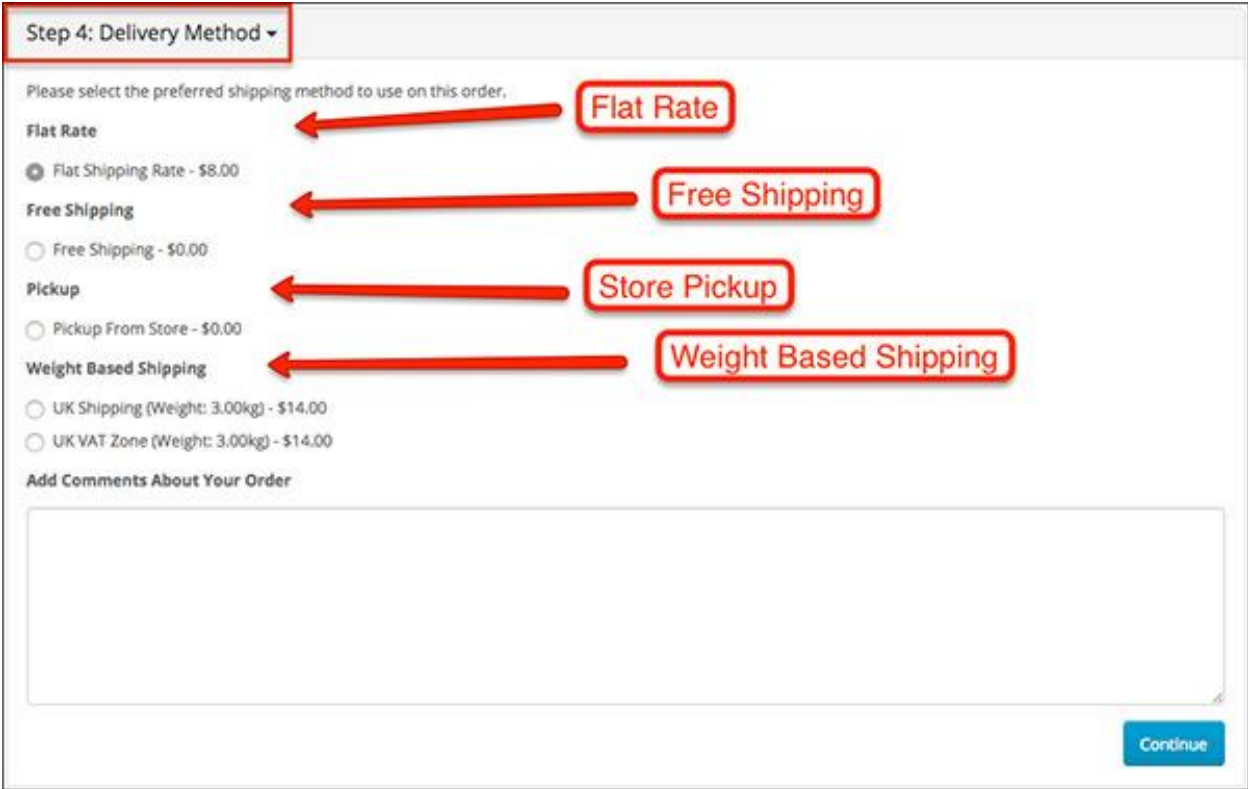 Step 4: Delivery Method
Please select the preferred shipping method to use on this order.
Flat Rate
Flat Rate
Flat Shipping Rate - $8.00
Free Shipping
Free Shipping
Free Shipping - $0.00
Pickup
Store Pickup
Pickup From Store - $0.00
Weight Based Shipping
Weight Based Shipping
UK Shipping (Weight: 3.00kg) - $14.00
UK VAT Zone (Weight: 3.00kg) - $14.00
Add Comments About Your Order
Continue